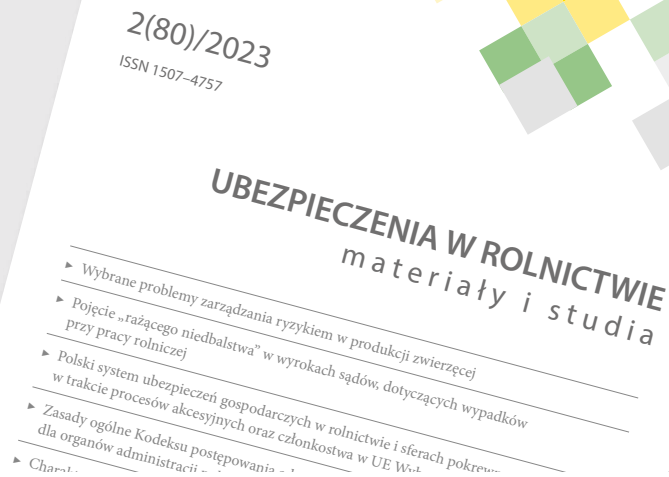 2(80)/2023
ISSN 1507–4757
UBEZPIECZENIA W ROLNICTWIE
materiały i studia
Wybrane problemy zarządzania ryzykiem w produkcji zwierzęcej
Pojęcie „rażącego niedbalstwa” w wyrokach sądów, dotyczących wypadków
przy pracy rolniczej
Polski system ubezpieczeń gospodarczych w rolnictwie i sferach
w trakcie procesów akcesyjnych oraz członkostwa w UE
Zasady ogólne Kodeksu postępowania
dla organów administracji